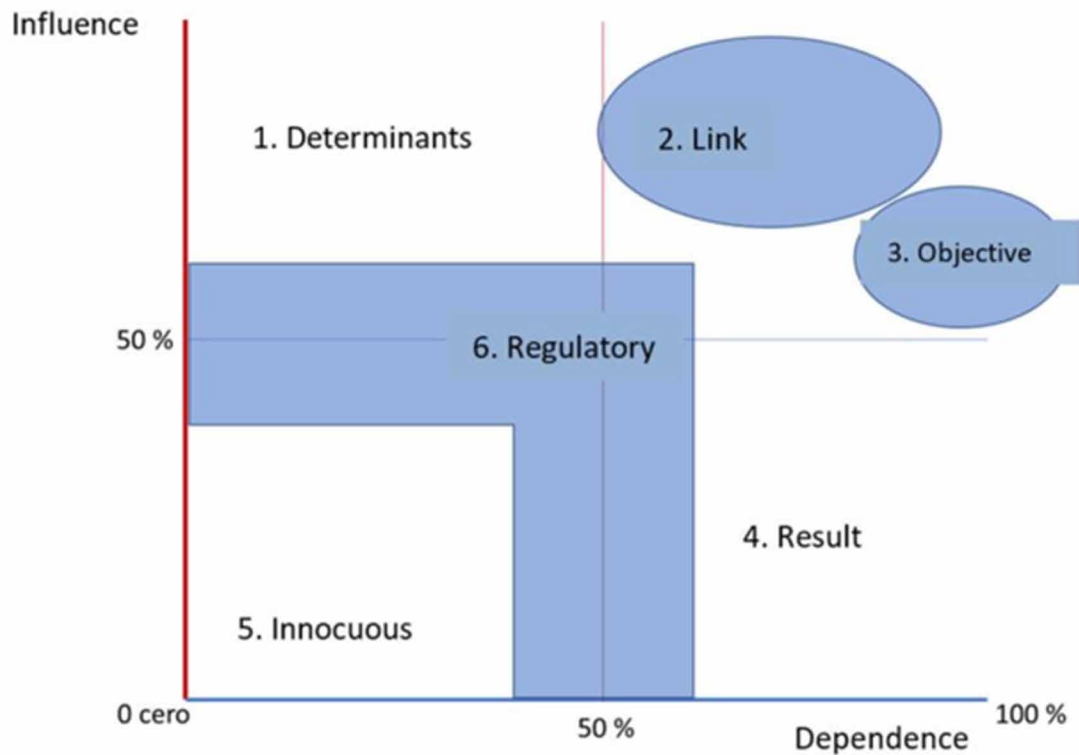 Influence
1. Determinants
2. Link
3. Objective
50 %
6. Regulatory
4. Result
5. Innocuous
0 cero
50 %
100 %
Dependence